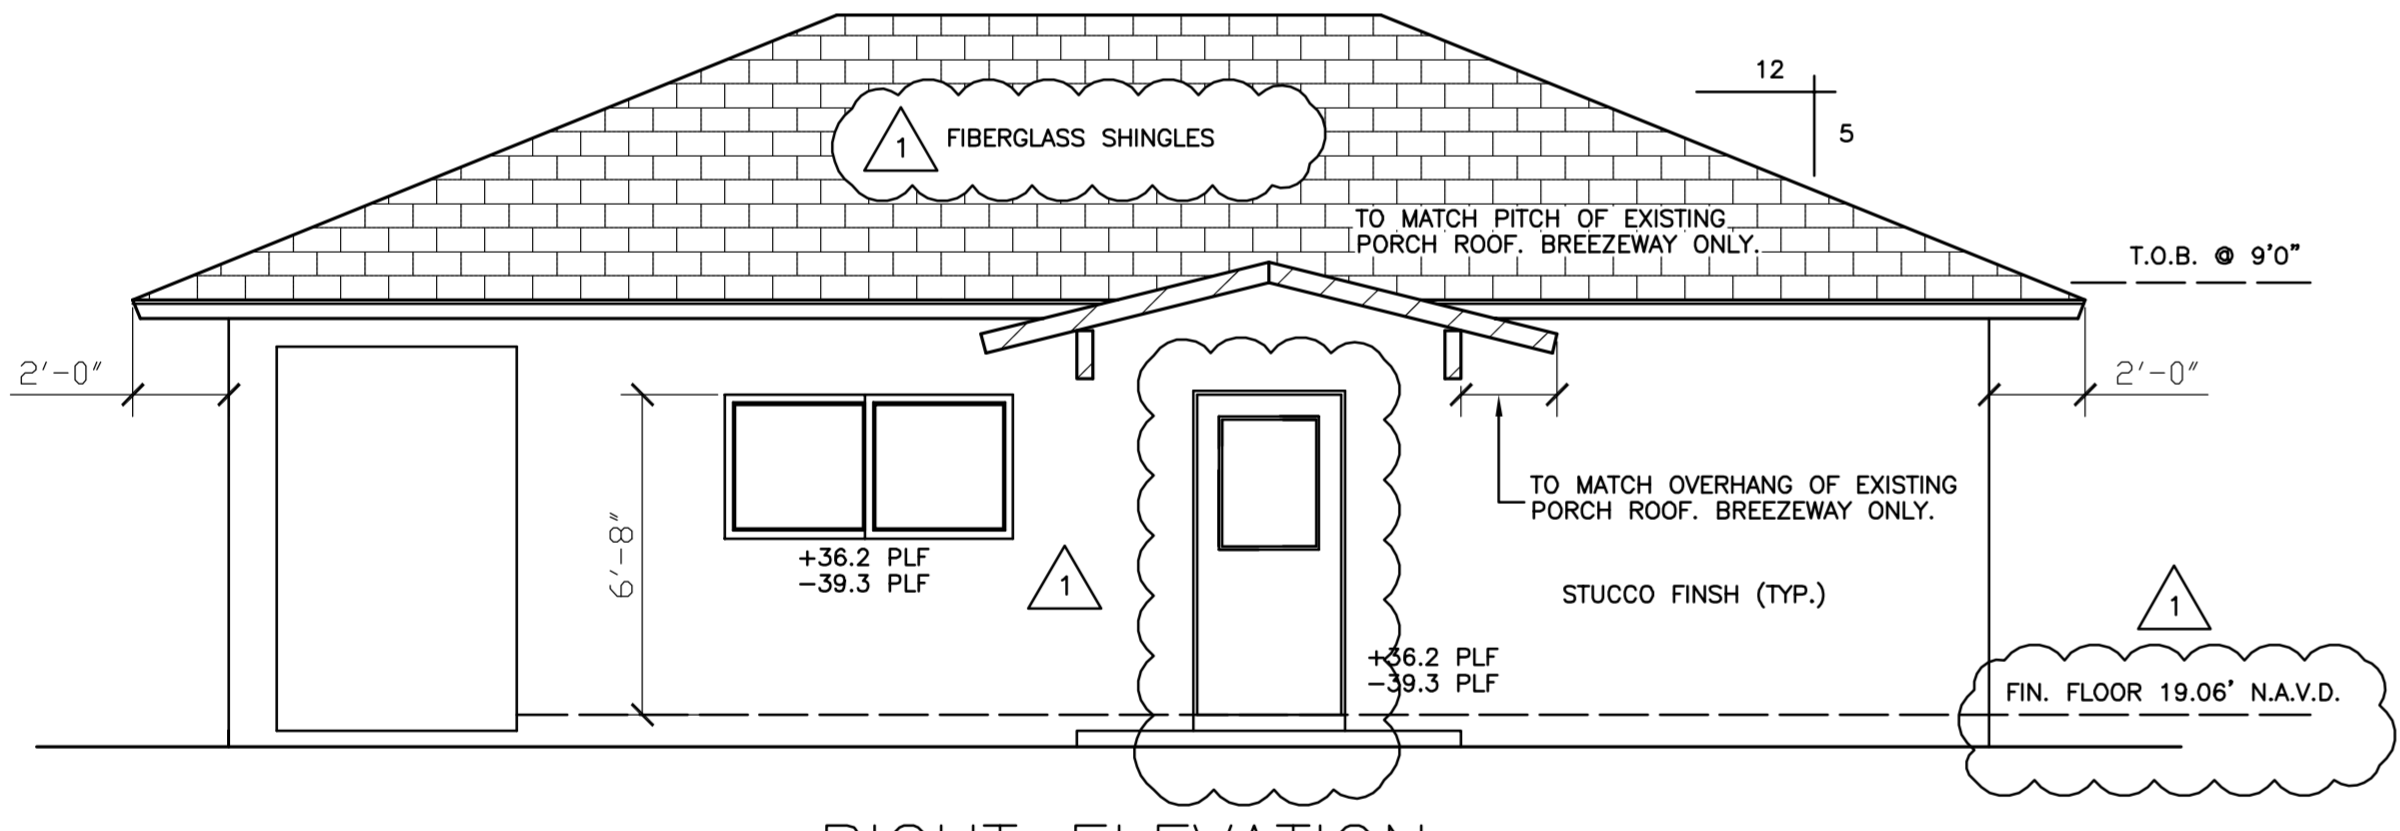 12
5
1
FIBERGLASS SHINGLES
TO MATCH PITCH OF EXISTING
PORCH ROOF. BREEZEWAY ONLY.
T.O.B. @ 9'0"
2'-0"
2'-0"
6'-8"
TO MATCH OVERHANG OF EXISTING
PORCH ROOF. BREEZEWAY ONLY.
+36.2 PLF
-39.3 PLF
1
STUCCO FINSH (TYP.)
1
+36.2 PLF
-39.3 PLF
FIN. FLOOR 19.06' N.A.V.D.
RIGHT ELEVATION